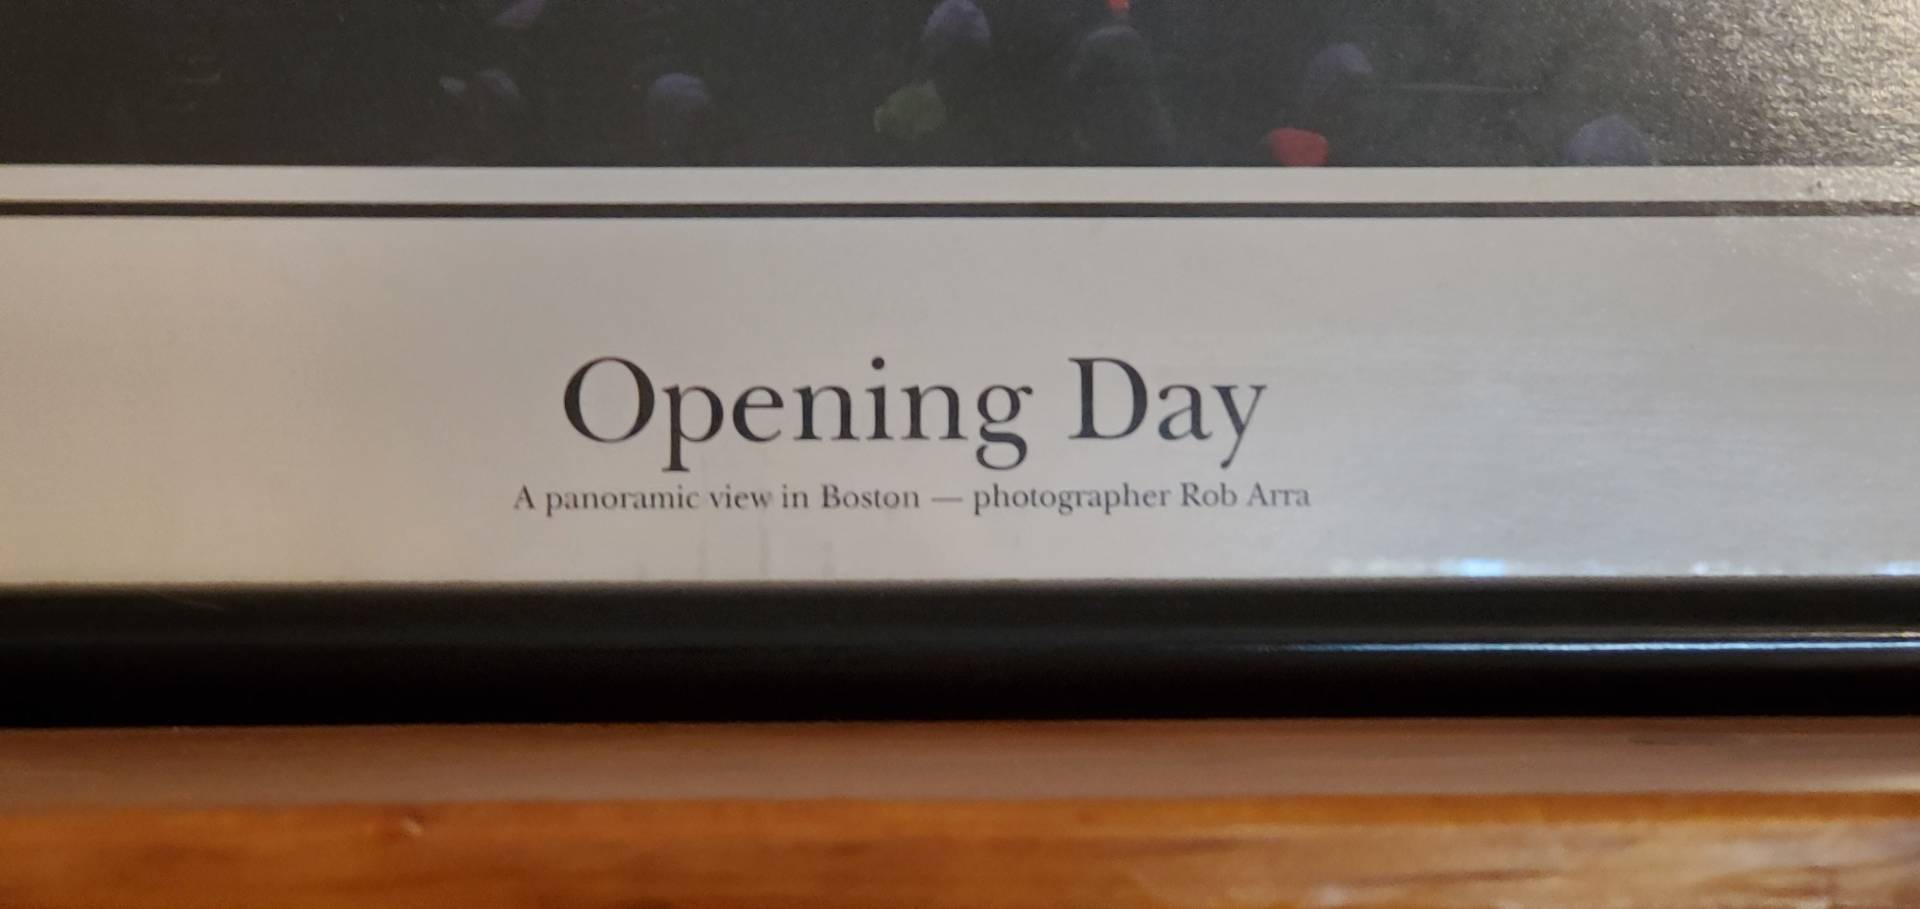 Opening Day
A panoramic view in Boston — photographer Rob Arra